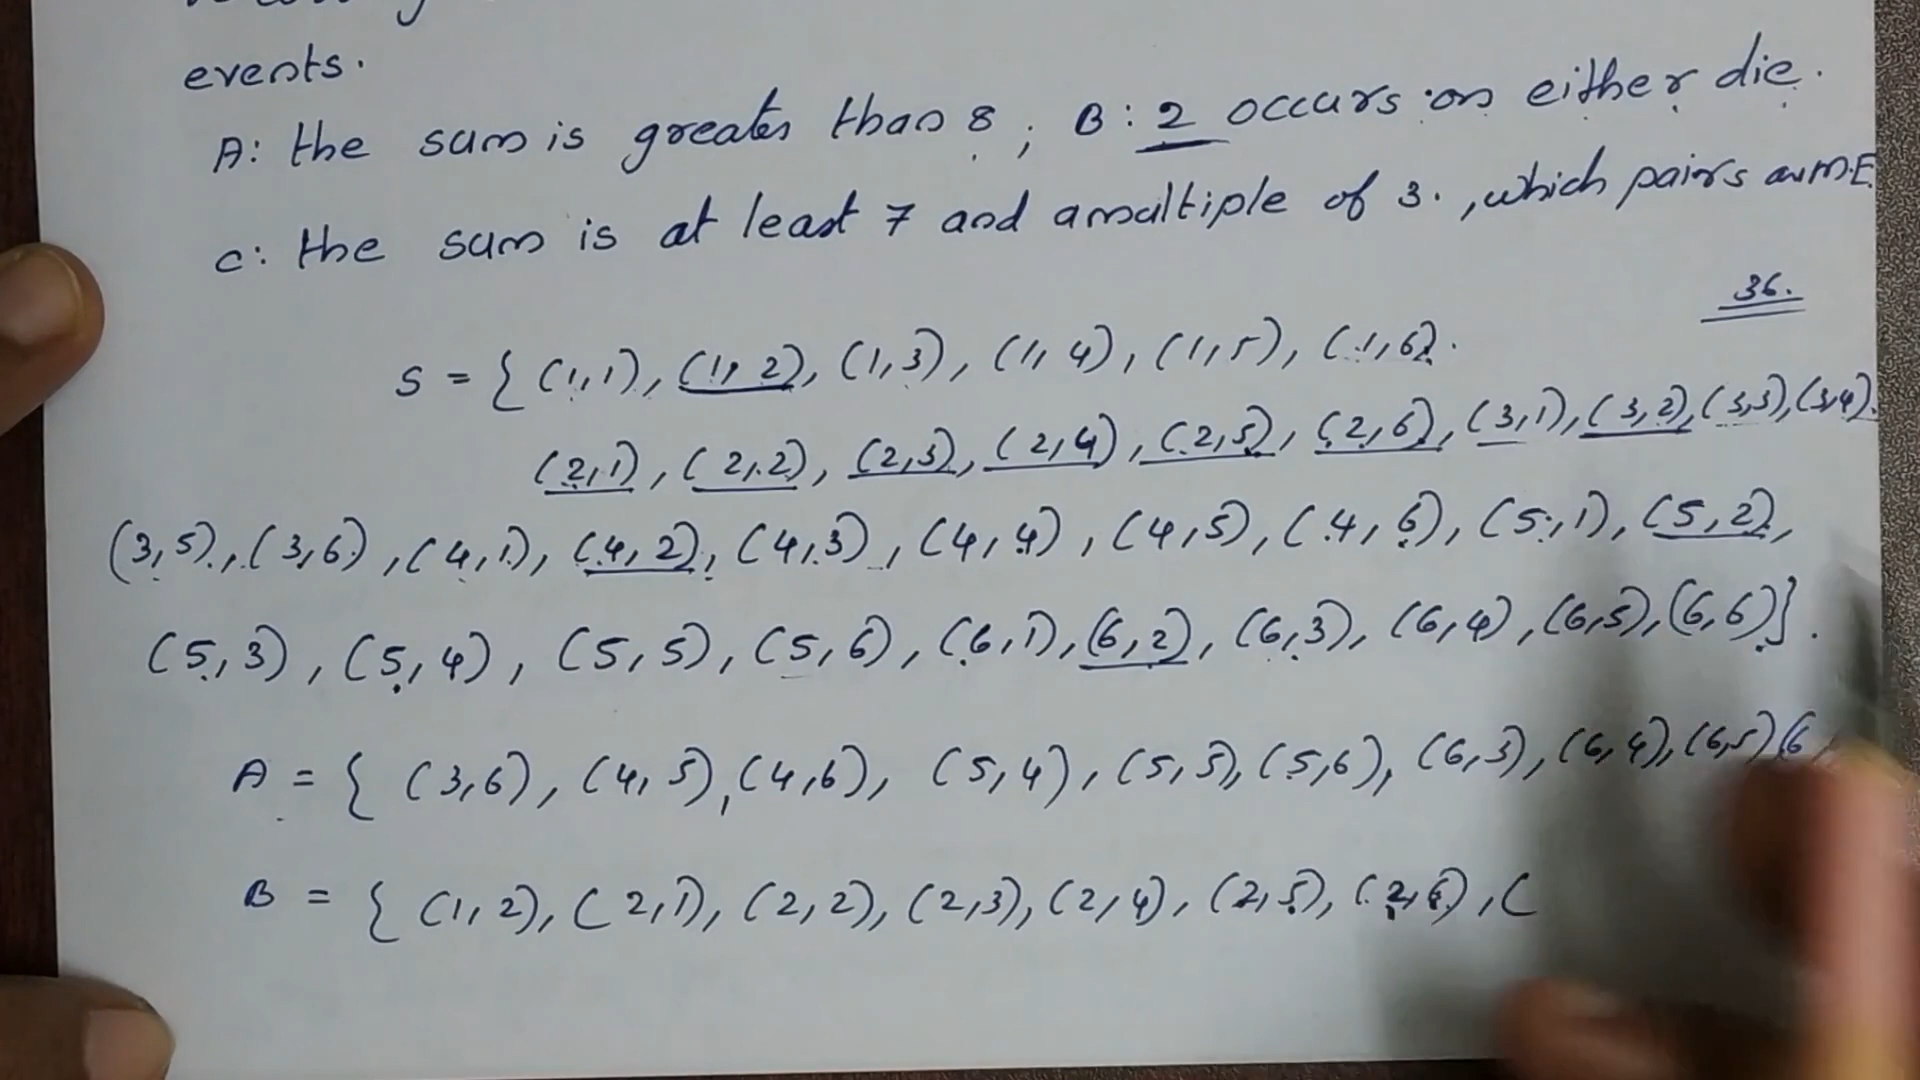 events.
A: the sum is greater than 8 ; B : 2 occurs on either die.
C: the sum is at least 7 and a multiple of 3. , which pairs are M.E
36.
S = { (1,1), (1,2), (1,3), (1,4), (1,5), (1,6).
(2,1), (2,2), (2,3), (2,4), (2,5), (2,6), (3,1), (3,2), (3,3), (3,4).
(3,5), (3,6), (4,1), (4,2), (4,3), (4,4), (4,5), (4,6), (5,1), (5,2),
(5,3), (5,4), (5,5), (5,6), (6,1), (6,2), (6,3), (6,4), (6,5), (6,6)}.
A = { (3,6), (4,5), (4,6), (5,4), (5,5), (5,6), (6,3), (6,4), (6,5) (6,
B = { (1,2), (2,1), (2,2), (2,3), (2,4), (2,5), (2,6), (